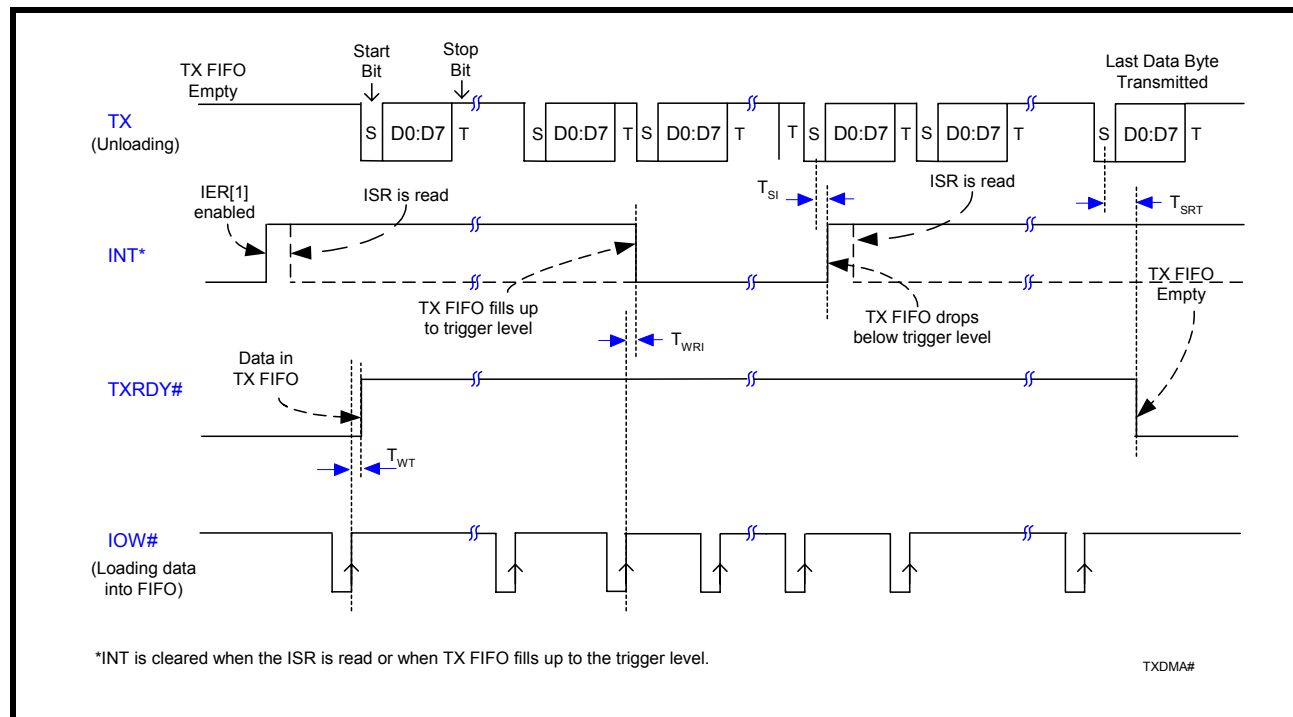 Start
Bit
Stop
Bit
TX FIFO
Empty
Last Data Byte
Transmitted
TX
(Unloading)
S D0:D7 T S D0:D7 T S D0:D7 T T S D0:D7 T S D0:D7 T S D0:D7 T
IER[1]
enabled
ISR is read
TSI
ISR is read
TSRT
INT*
TX FIFO fills up
to trigger level
TX FIFO drops
below trigger level
TX FIFO
Empty
TWRI
Data in
TX FIFO
TXRDY#
TWT
IOW#
(Loading data
into FIFO)
*INT is cleared when the ISR is read or when TX FIFO fills up to the trigger level.
TXDMA#